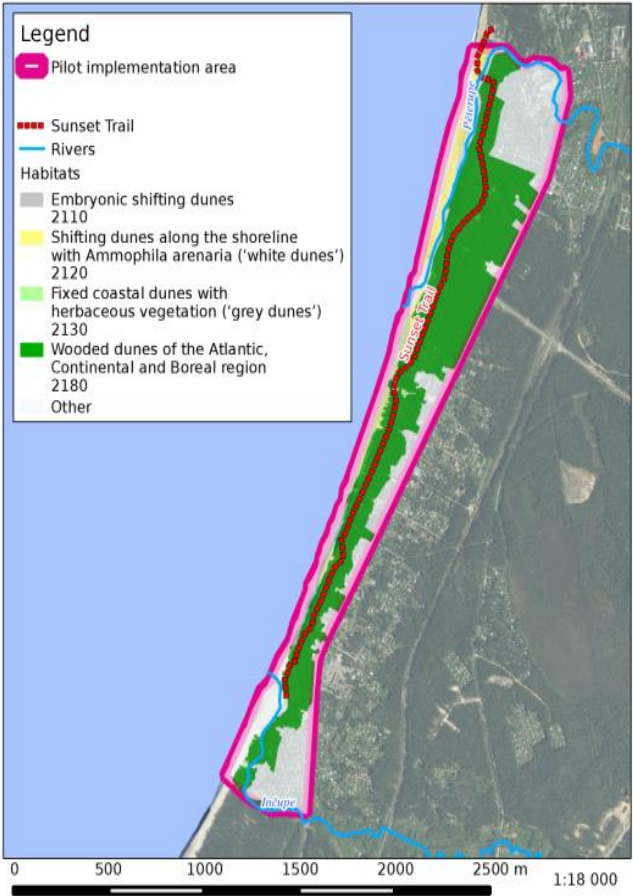 Legend
Pilot implementation area
Sunset Trail
Rivers
Habitats
Embryonic shifting dunes
2110
Shifting dunes along the shoreline
with Ammophila arenaria (‘white dunes’)
2120
Fixed coastal dunes with
herbaceous vegetation (‘grey dunes’)
2130
Wooded dunes of the Atlantic,
Continental and Boreal region
2180
Other
Pēterupe
Sunset Trail
Inčupe
0 500 1000 1500 2000 2500 m
1:18 000